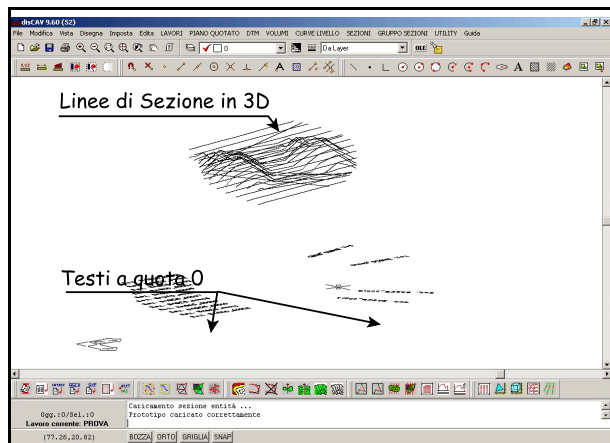 disCAV 9.60 (52)
File Modifica Vista Disegna Imposta Edita LAVORI PIANO QUOTATO DTM VOLUMI CURVE LIVELLO SEZIONI GRUPPO SEZIONI UTILITY Guida
0 Da Layer OLE
Linee di Sezione in 3D
Testi a quota 0
Ogg.:0/Sel.:0
Lavoro corrente: PROVA
Caricamento sezione entità ...
Prototipo caricato correttamente
(77.26,20.82) BOZZA ORTO GRIGLIA SNAP